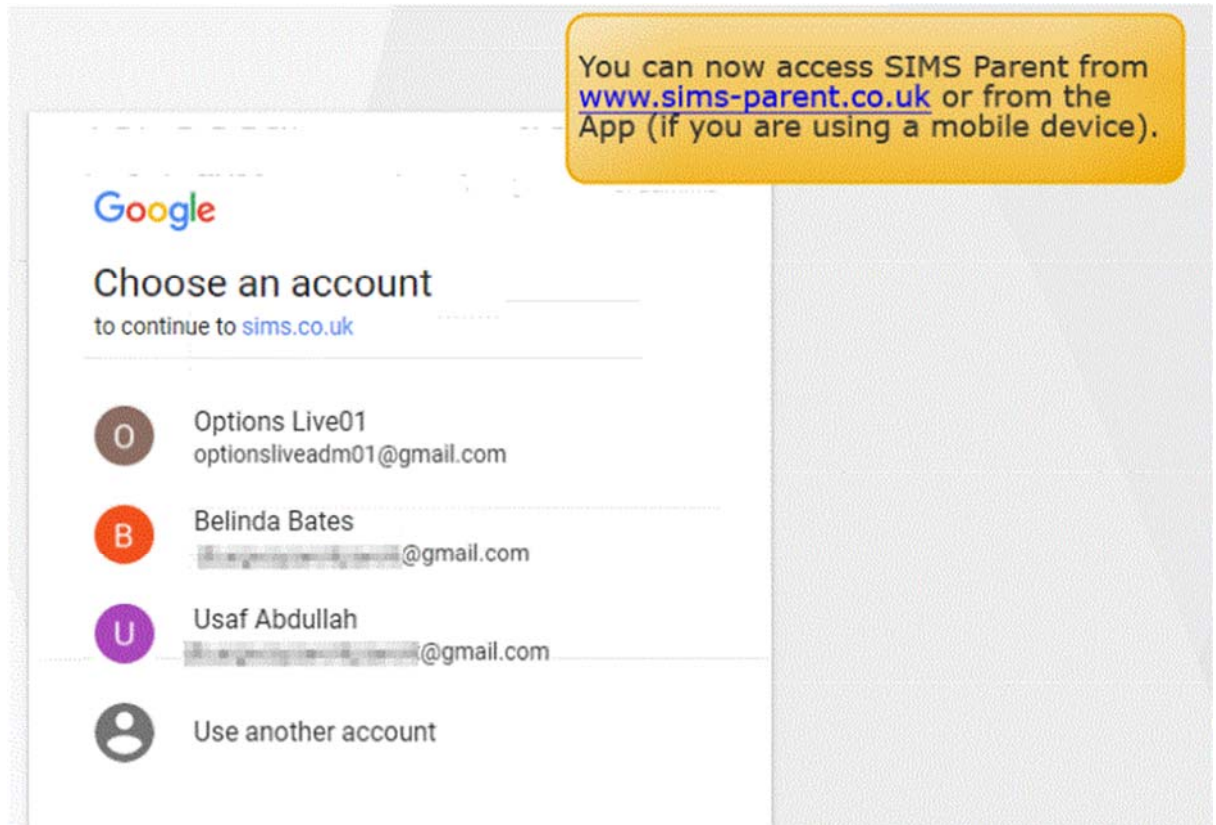 You can now access SIMS Parent from
www.sims-parent.co.uk or from the
App (if you are using a mobile device).
Google
Choose an account
to continue to sims.co.uk
O
Options Live01
optionsliveadm01@gmail.com
B
Belinda Bates
@gmail.com
U
Usaf Abdullah
@gmail.com
Use another account